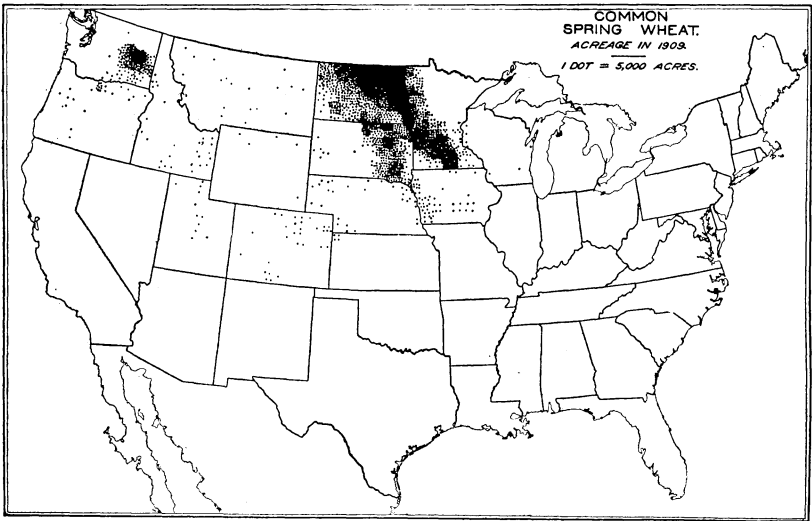 COMMON
SPRING WHEAT.
ACREAGE IN 1909.
1 DOT = 5,000 ACRES.